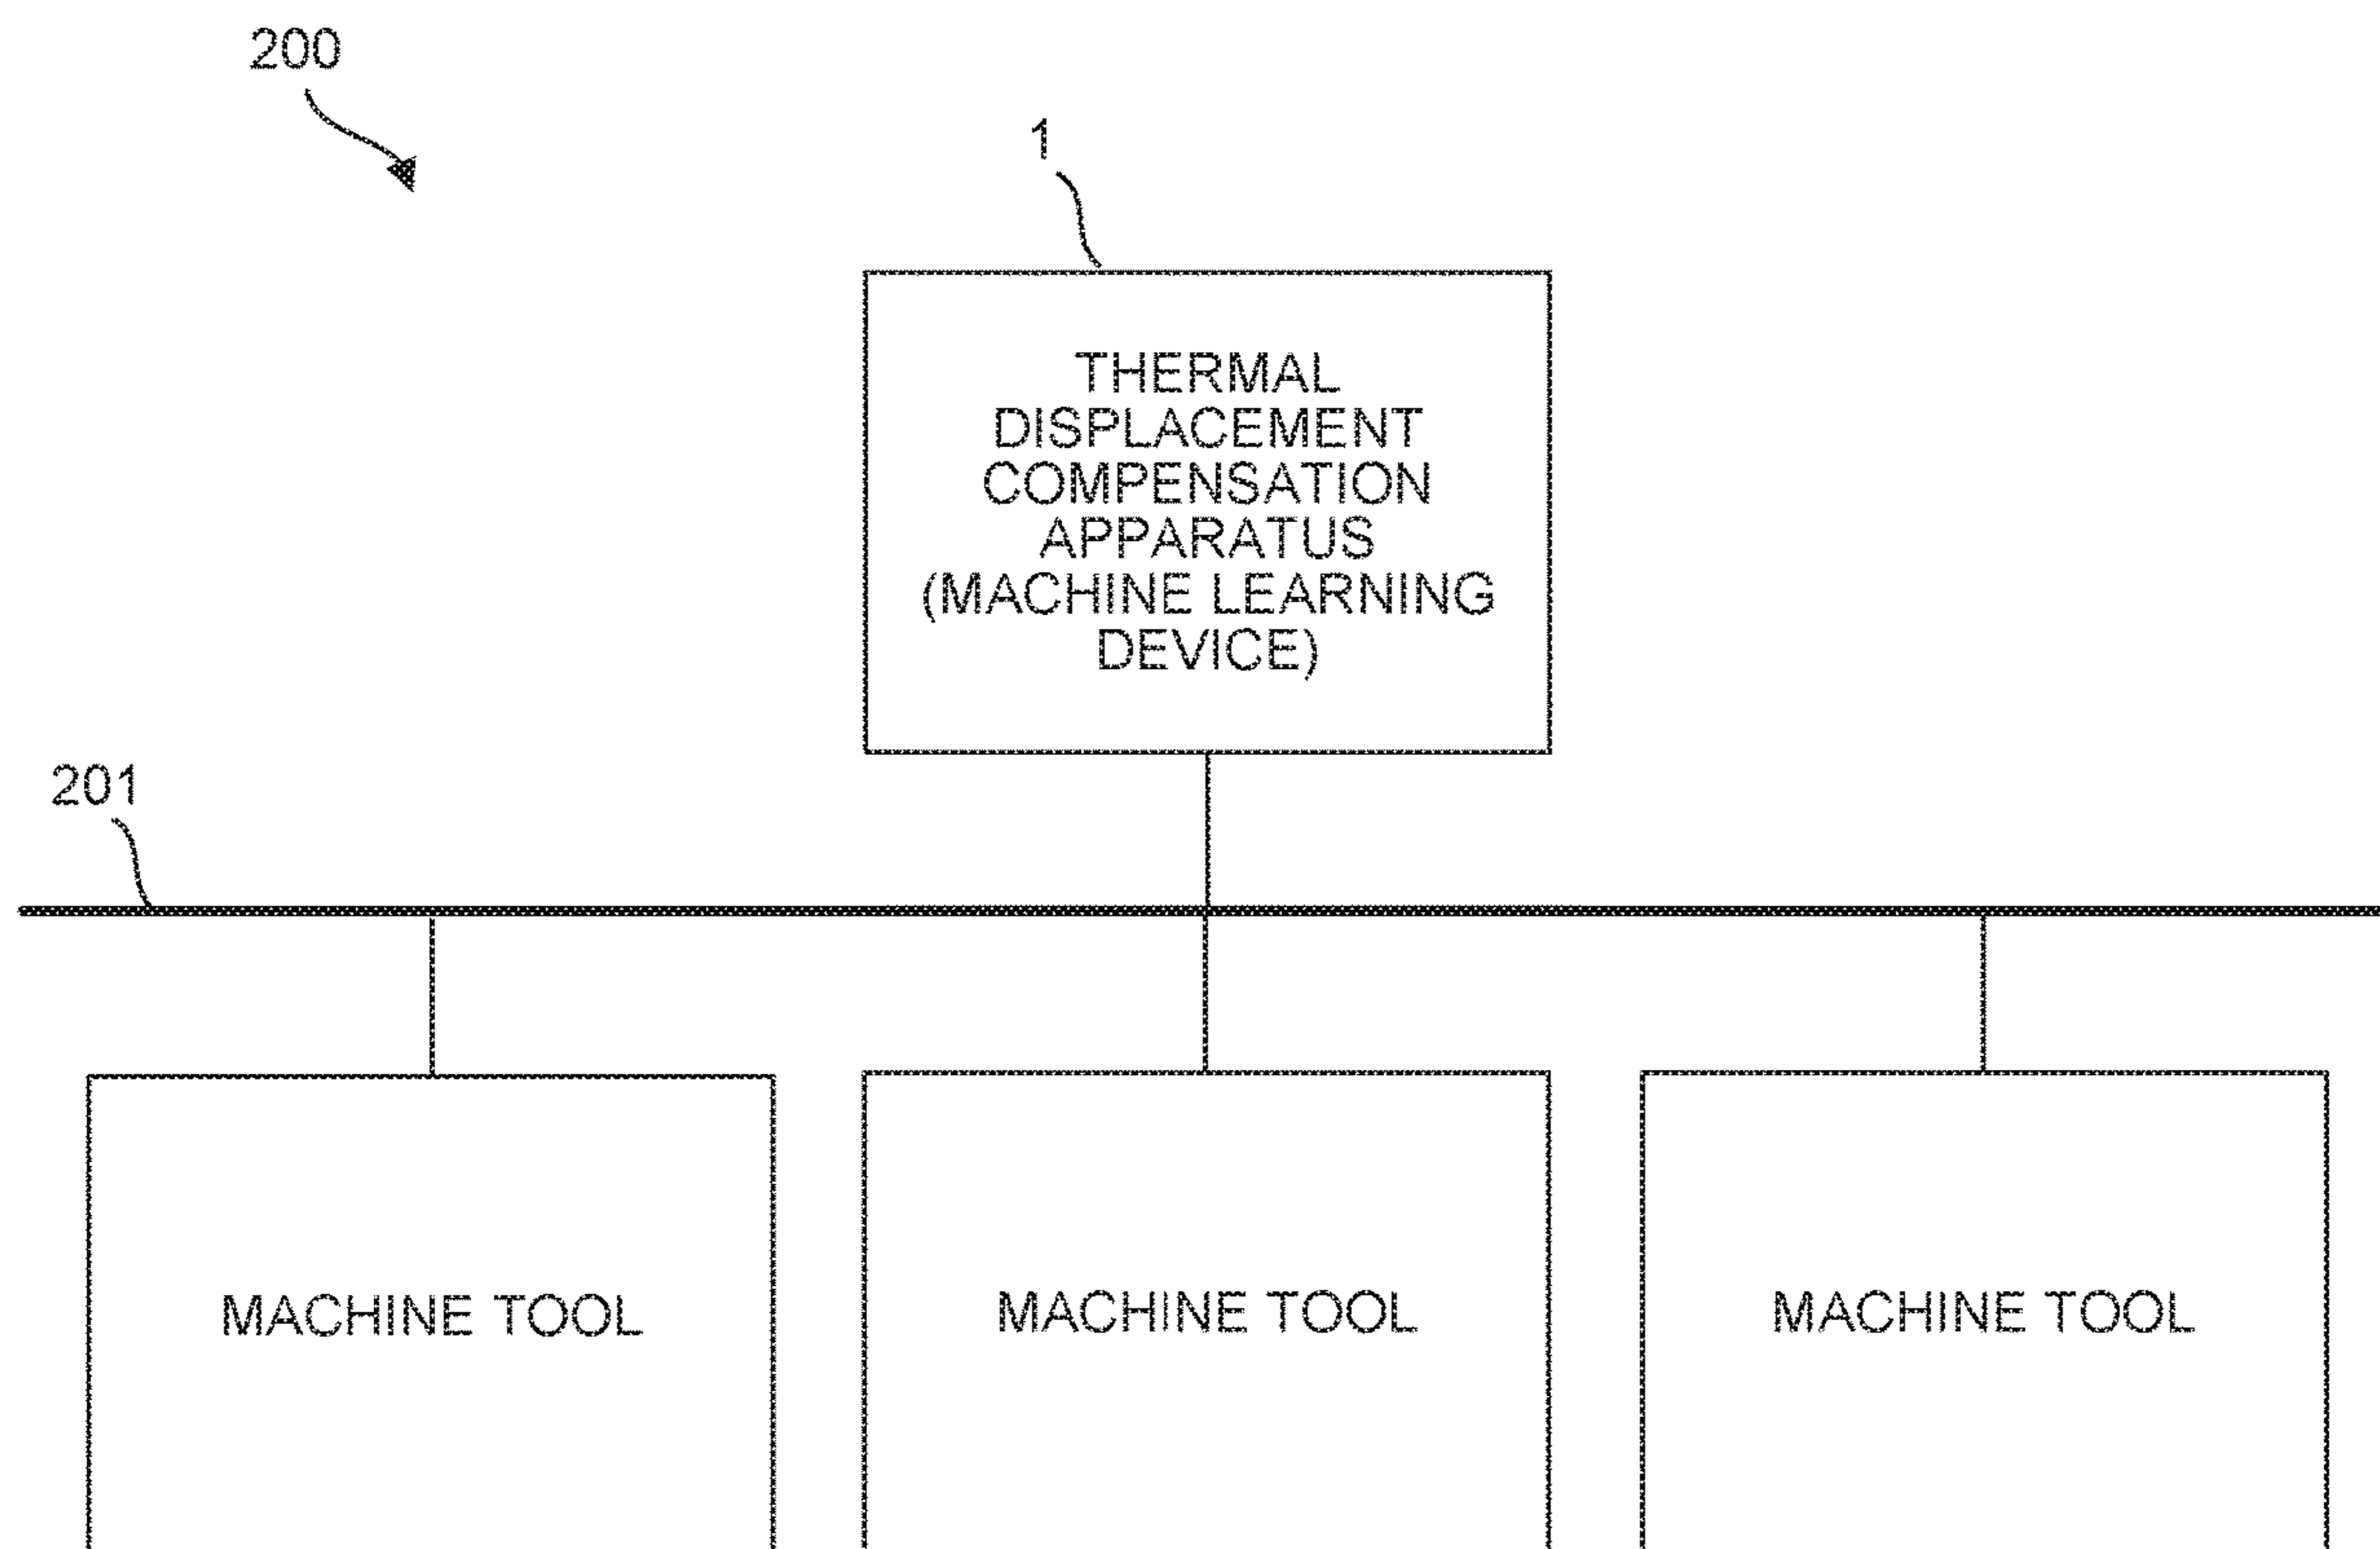 200
1
THERMAL
DISPLACEMENT
COMPENSATION
APPARATUS
(MACHINE LEARNING
DEVICE)
201
MACHINE TOOL
MACHINE TOOL
MACHINE TOOL